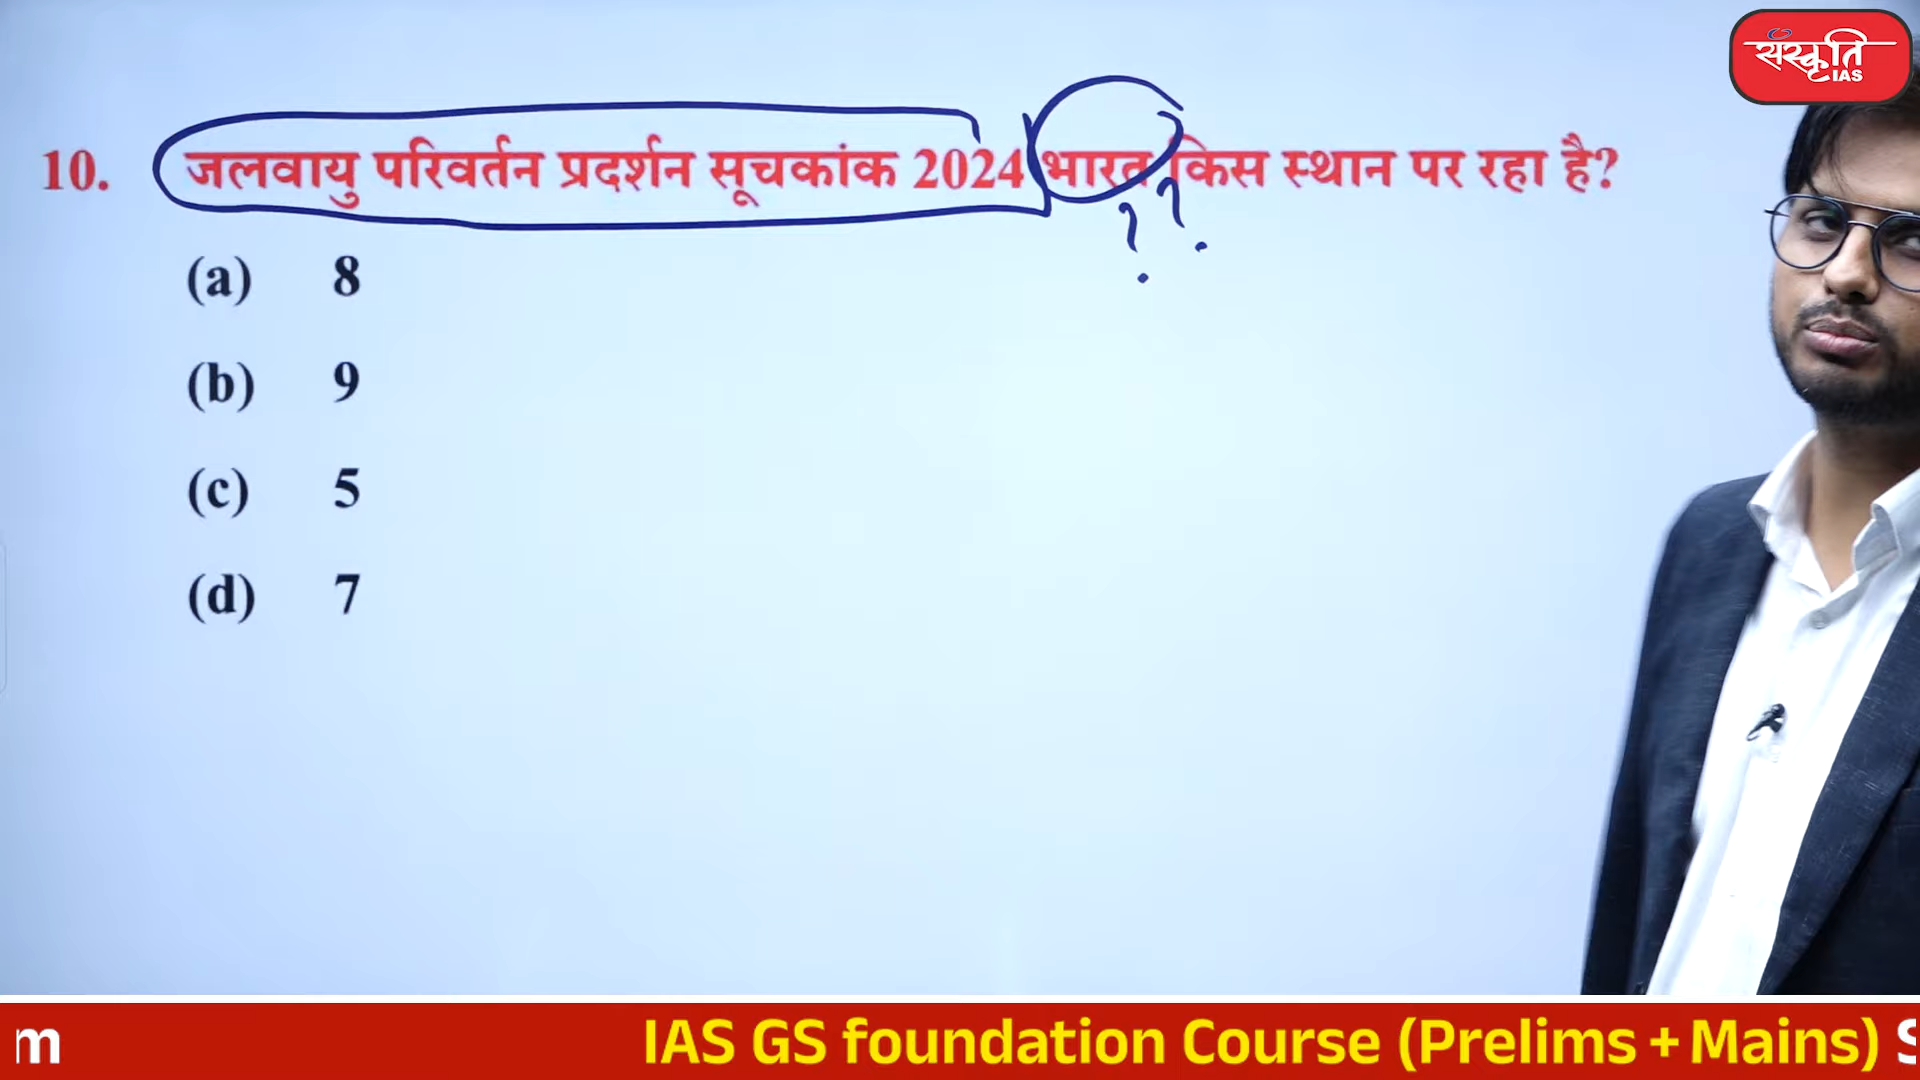 संस्कृति
IAS
10. जलवायु परिवर्तन प्रदर्शन सूचकांक 2024 भारत किस स्थान पर रहा है?
??
(a) 8
(b) 9
(c) 5
(d) 7
m IAS GS foundation Course (Prelims + Mains) S